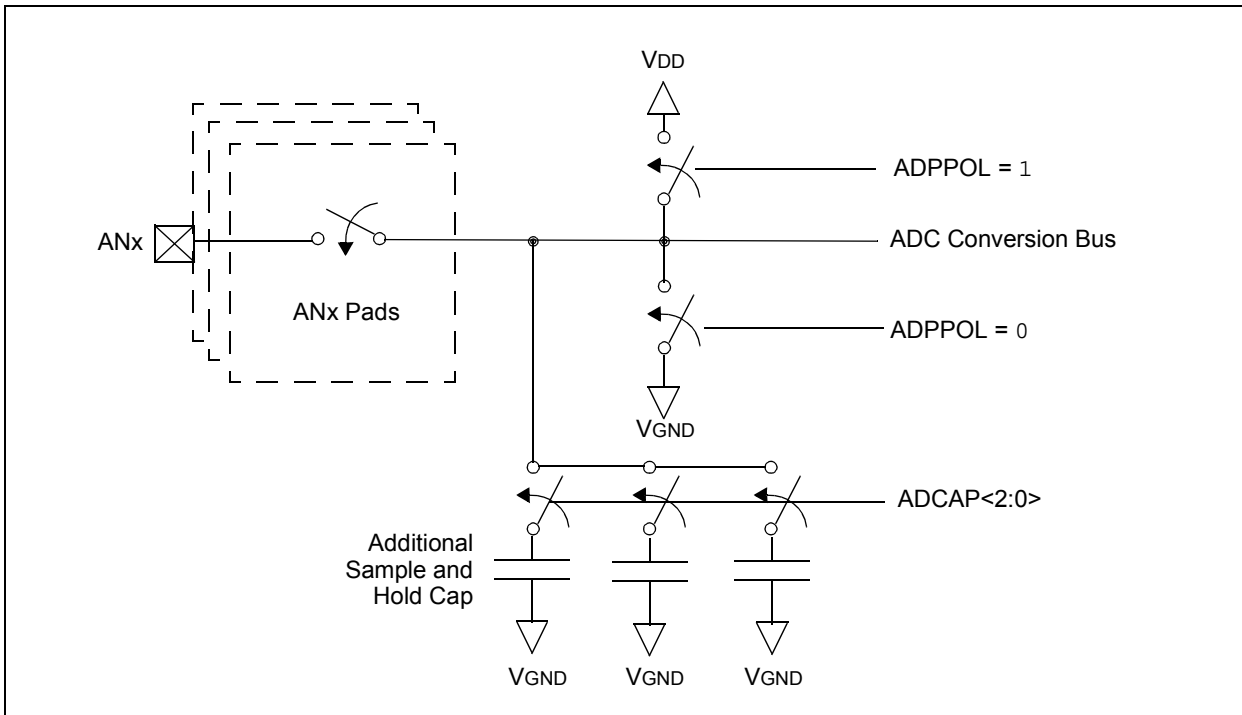 VDD
ADPPOL = 1
ANx
ADC Conversion Bus
ANx Pads
ADPPOL = 0
VGND
ADCAP<2:0>
Additional
Sample and
Hold Cap
VGND
VGND
VGND